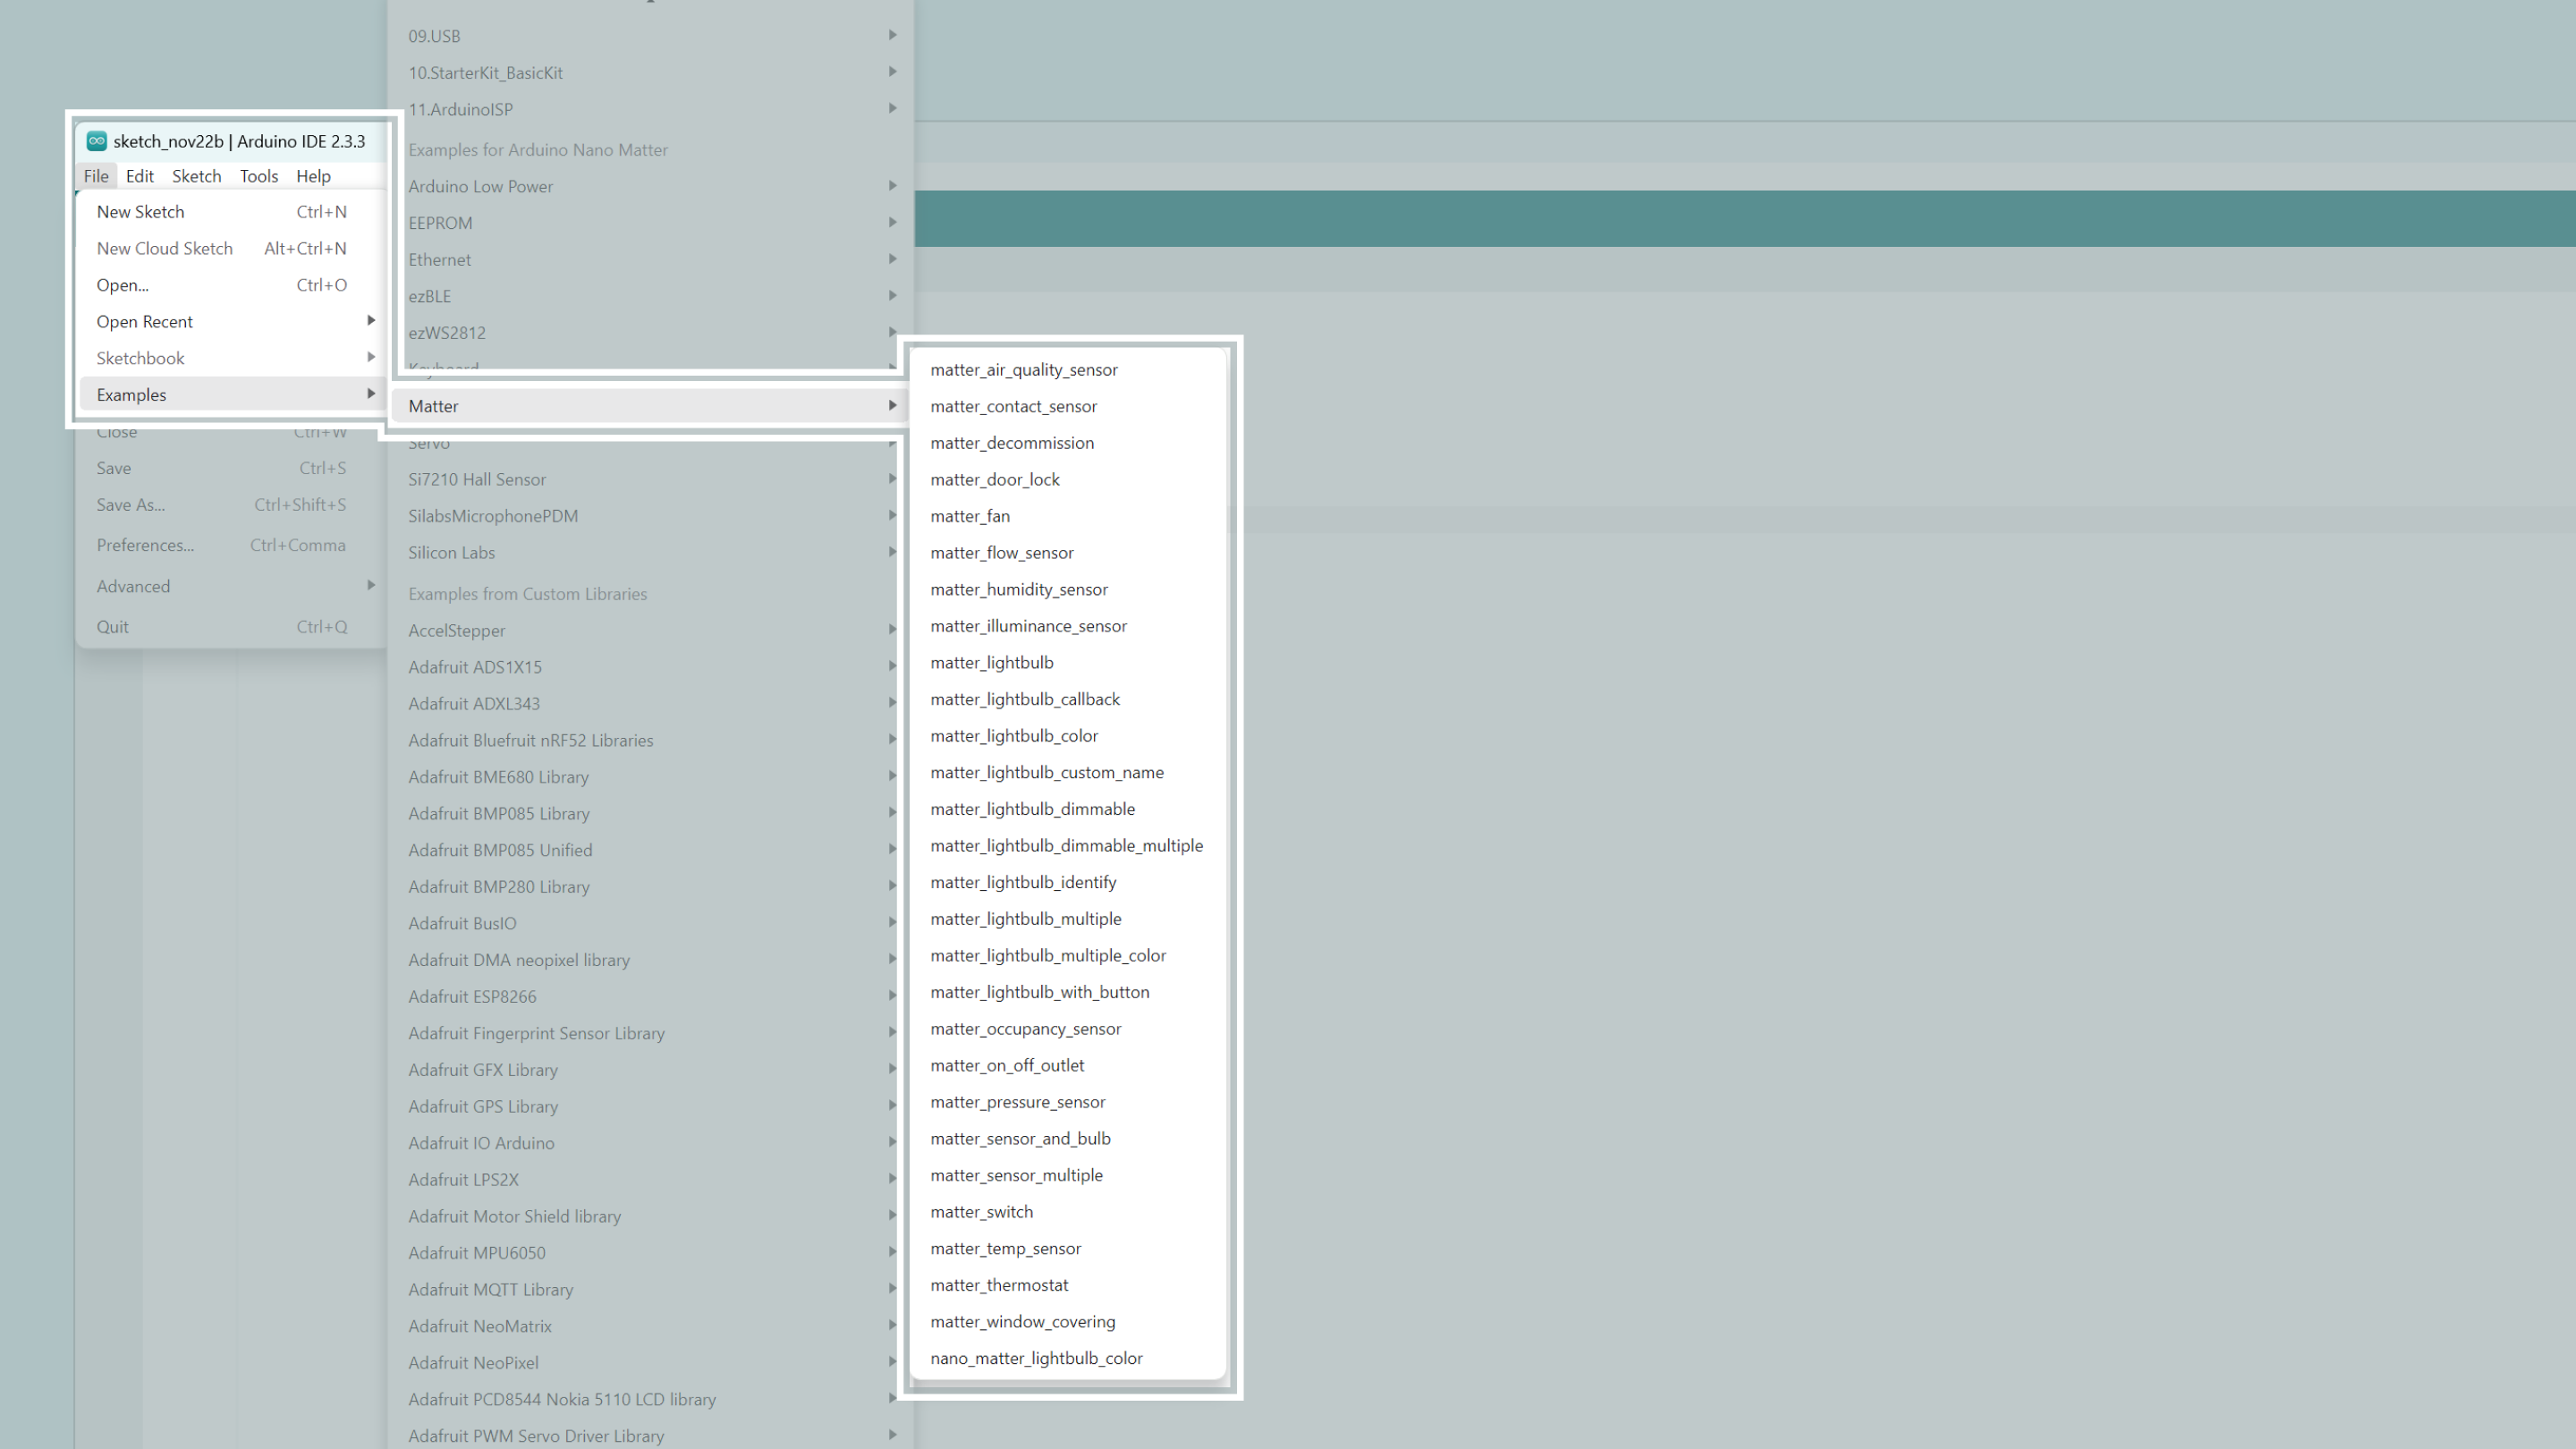 sketch_nov22b | Arduino IDE 2.3.3
File Edit Sketch Tools Help
New Sketch Ctrl+N
New Cloud Sketch Alt+Ctrl+N
Open... Ctrl+O
Open Recent
Sketchbook
Examples
Close Ctrl+W
Save Ctrl+S
Save As... Ctrl+Shift+S
Preferences... Ctrl+Comma
Advanced
Quit Ctrl+Q
09.USB
10.StarterKit_BasicKit
11.ArduinoISP
Examples for Arduino Nano Matter
Arduino Low Power
EEPROM
Ethernet
ezBLE
ezWS2812
Keyboard
Matter
Servo
Si7210 Hall Sensor
SilabsMicrophonePDM
Silicon Labs
Examples from Custom Libraries
AccelStepper
Adafruit ADS1X15
Adafruit ADXL343
Adafruit Bluefruit nRF52 Libraries
Adafruit BME680 Library
Adafruit BMP085 Library
Adafruit BMP085 Unified
Adafruit BMP280 Library
Adafruit BusIO
Adafruit DMA neopixel library
Adafruit ESP8266
Adafruit Fingerprint Sensor Library
Adafruit GFX Library
Adafruit GPS Library
Adafruit IO Arduino
Adafruit LPS2X
Adafruit Motor Shield library
Adafruit MPU6050
Adafruit MQTT Library
Adafruit NeoMatrix
Adafruit NeoPixel
Adafruit PCD8544 Nokia 5110 LCD library
Adafruit PWM Servo Driver Library
matter_air_quality_sensor
matter_contact_sensor
matter_decommission
matter_door_lock
matter_fan
matter_flow_sensor
matter_humidity_sensor
matter_illuminance_sensor
matter_lightbulb
matter_lightbulb_callback
matter_lightbulb_color
matter_lightbulb_custom_name
matter_lightbulb_dimmable
matter_lightbulb_dimmable_multiple
matter_lightbulb_identify
matter_lightbulb_multiple
matter_lightbulb_multiple_color
matter_lightbulb_with_button
matter_occupancy_sensor
matter_on_off_outlet
matter_pressure_sensor
matter_sensor_and_bulb
matter_sensor_multiple
matter_switch
matter_temp_sensor
matter_thermostat
matter_window_covering
nano_matter_lightbulb_color